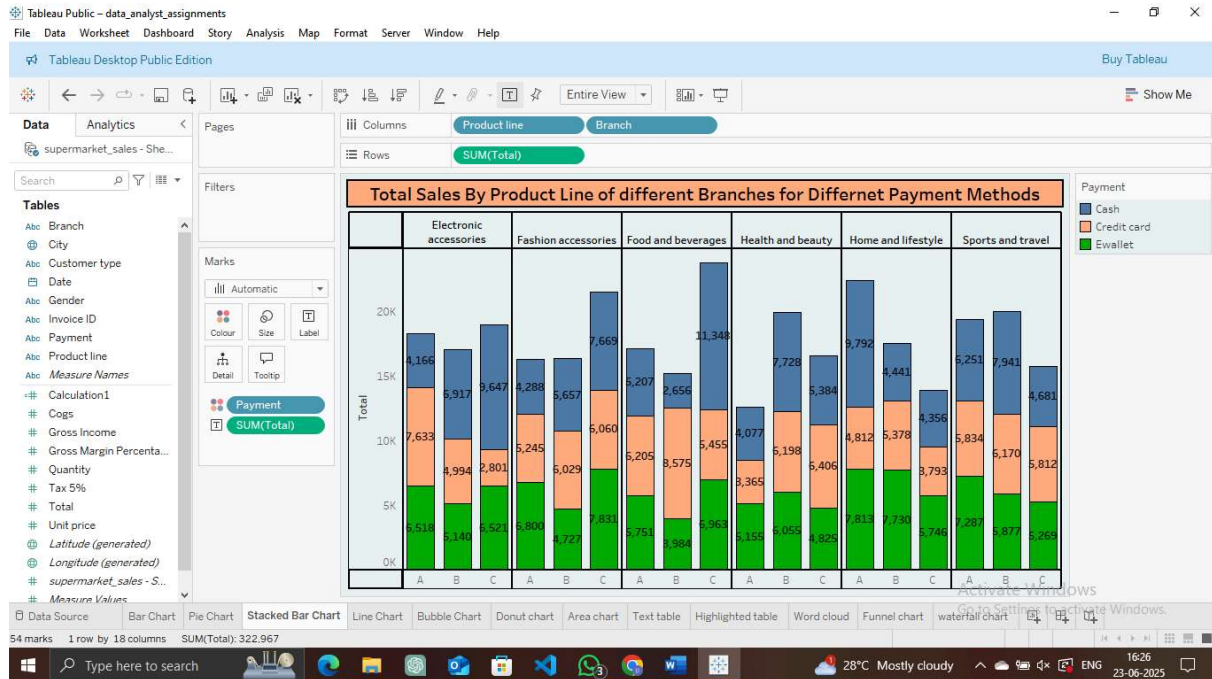 Tableau Public – data_analyst_assignments
File Data Worksheet Dashboard Story Analysis Map Format Server Window Help
Tableau Desktop Public Edition Buy Tableau
Entire View Show Me
Data Analytics
supermarket_sales - She...
Search
Tables
Abc Branch
City
Abc Customer type
Date
Abc Gender
Abc Invoice ID
Abc Payment
Abc Product line
Abc Measure Names
=# Calculation1
# Cogs
# Gross Income
# Gross Margin Percenta...
# Quantity
# Tax 5%
# Total
# Unit price
Latitude (generated)
Longitude (generated)
# supermarket_sales - S...
# Measure Values
Pages
Filters
Marks
Automatic
Colour Size Label
Detail Tooltip
Payment
SUM(Total)
Columns Product line Branch
Rows SUM(Total)
Total Sales By Product Line of different Branches for Differnet Payment Methods
Electronic
accessories Fashion accessories Food and beverages Health and beauty Home and lifestyle Sports and travel
Total
20K
15K
10K
5K
0K
4,166 6,917 9,647 4,288 5,657 7,669 5,207 2,656 11,348 4,077 7,728 5,384 9,792 4,441 4,356 6,251 7,941 4,681
7,633 4,994 2,801 5,245 6,029 6,060 6,205 8,575 5,455 3,365 6,198 6,406 4,812 5,378 3,793 5,834 6,170 5,812
6,518 5,140 6,521 6,800 4,727 7,831 5,751 3,984 6,963 5,155 6,055 4,825 7,813 7,730 5,746 7,287 5,877 5,269
A B C A B C A B C A B C A B C A B C
Payment
Cash
Credit card
Ewallet
Activate Windows
Go to Settings to activate Windows.
Data Source Bar Chart Pie Chart Stacked Bar Chart Line Chart Bubble Chart Donut chart Area chart Text table Highlighted table Word cloud Funnel chart waterfall chart
54 marks 1 row by 18 columns SUM(Total): 322.967
Type here to search 3 28°C Mostly cloudy ENG 16:26
23-06-2025